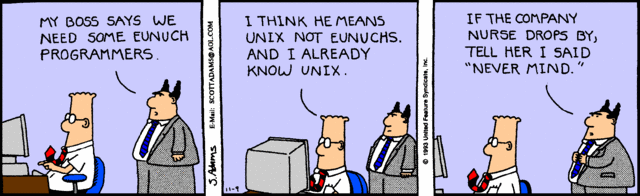 MY BOSS SAYS WE
NEED SOME EUNUCH
PROGRAMMERS.
E-Mail: SCOTTADAMS@AOL.COM
I THINK HE MEANS
UNIX NOT EUNUCHS.
AND I ALREADY
KNOW UNIX.
S.Adams
11-9
© 1993 United Feature Syndicate, Inc.
IF THE COMPANY
NURSE DROPS BY,
TELL HER I SAID
"NEVER MIND."